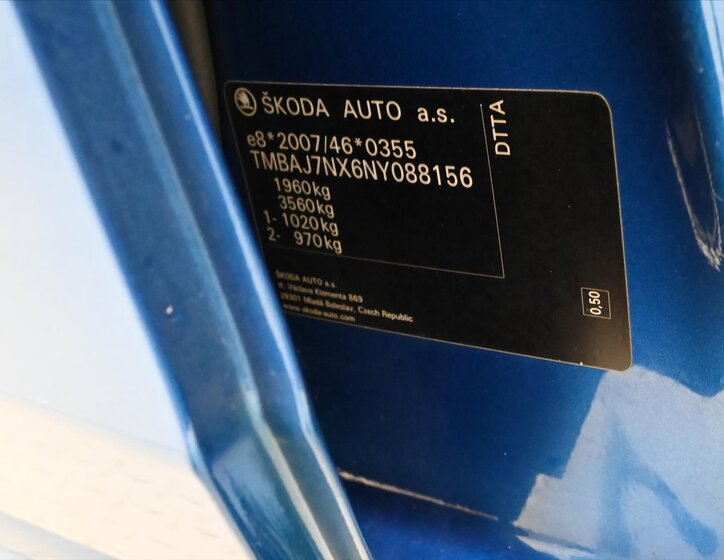 ŠKODA AUTO a.s.
DTTA
e8*2007/46*0355
TMBAJ7NX6NY088156
1960kg
3560kg
1- 1020kg
2- 970kg
ŠKODA AUTO a.s.
tř. Václava Klementa 869
29301 Mladá Boleslav, Czech Republic
www.skoda-auto.com
0,50